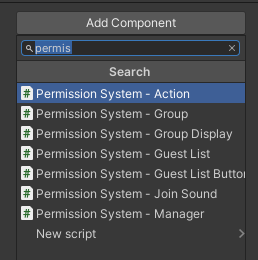 Add Component
permis
Search
Permission System - Action
Permission System - Group
Permission System - Group Display
Permission System - Guest List
Permission System - Guest List Button
Permission System - Join Sound
Permission System - Manager
New script